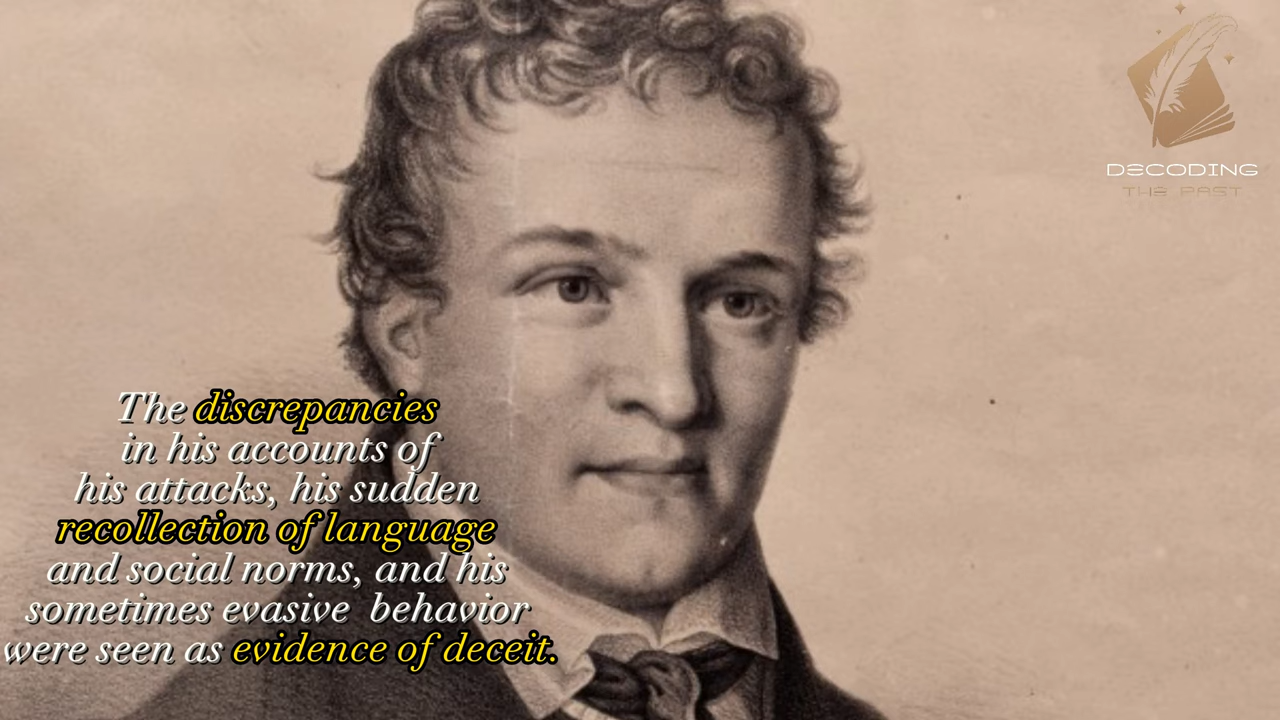 DECODING
THE PAST
The discrepancies
in his accounts of
his attacks, his sudden
recollection of language
and social norms, and his
sometimes evasive behavior
were seen as evidence of deceit.